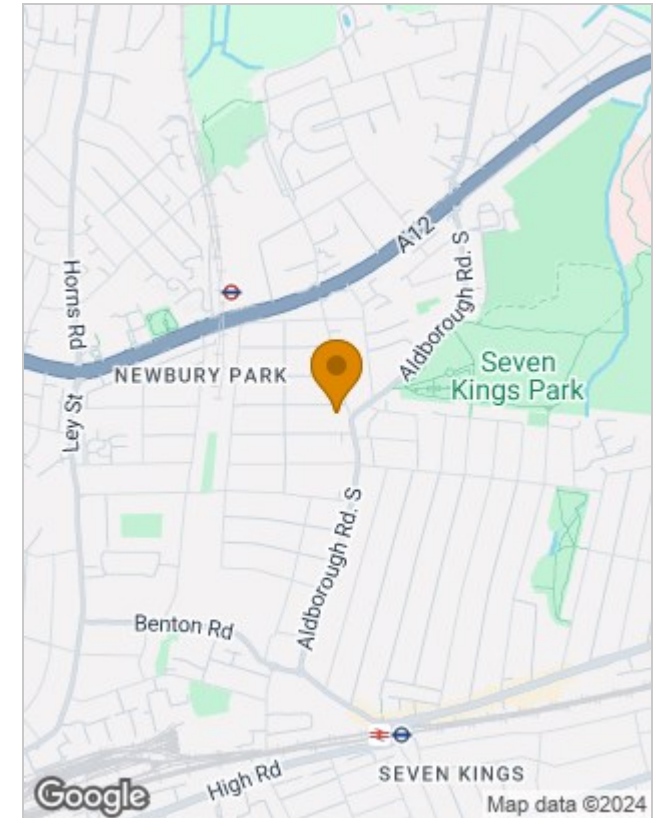 A12
Horns Rd
Aldborough Rd. S
NEWBURY PARK
Seven
Kings Park
Ley St
Aldborough Rd. S
Benton Rd
High Rd
SEVEN KINGS
Google
Map data ©2024